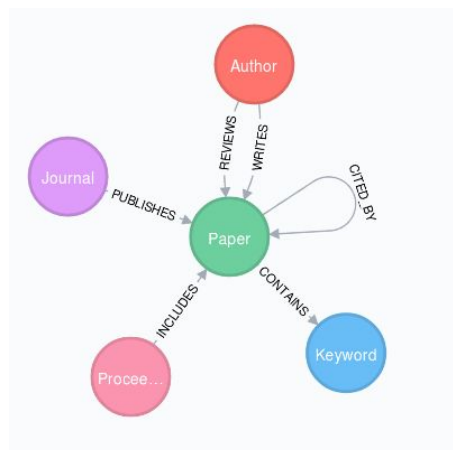 Author
REVIEWS
WRITES
Journal
PUBLISHES
CITED_BY
Paper
INCLUDES
CONTAINS
Keyword
Procee...